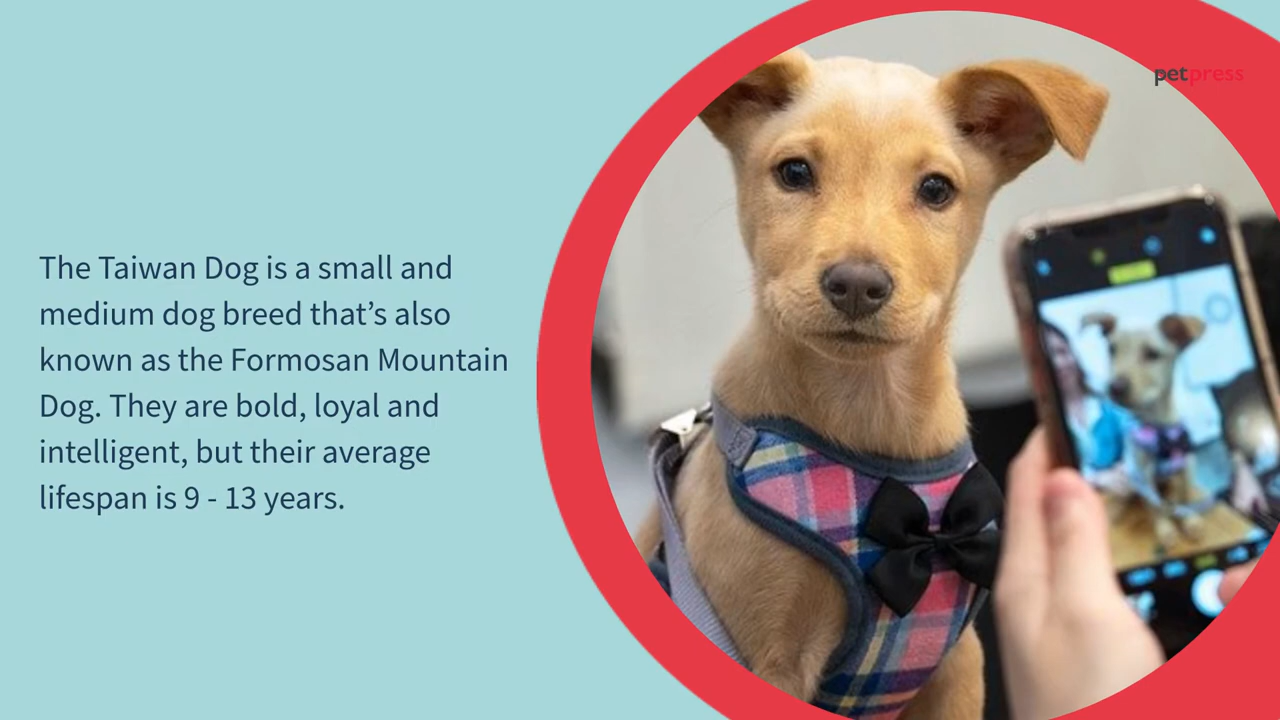 petpress
The Taiwan Dog is a small and
medium dog breed that’s also
known as the Formosan Mountain
Dog. They are bold, loyal and
intelligent, but their average
lifespan is 9 - 13 years.